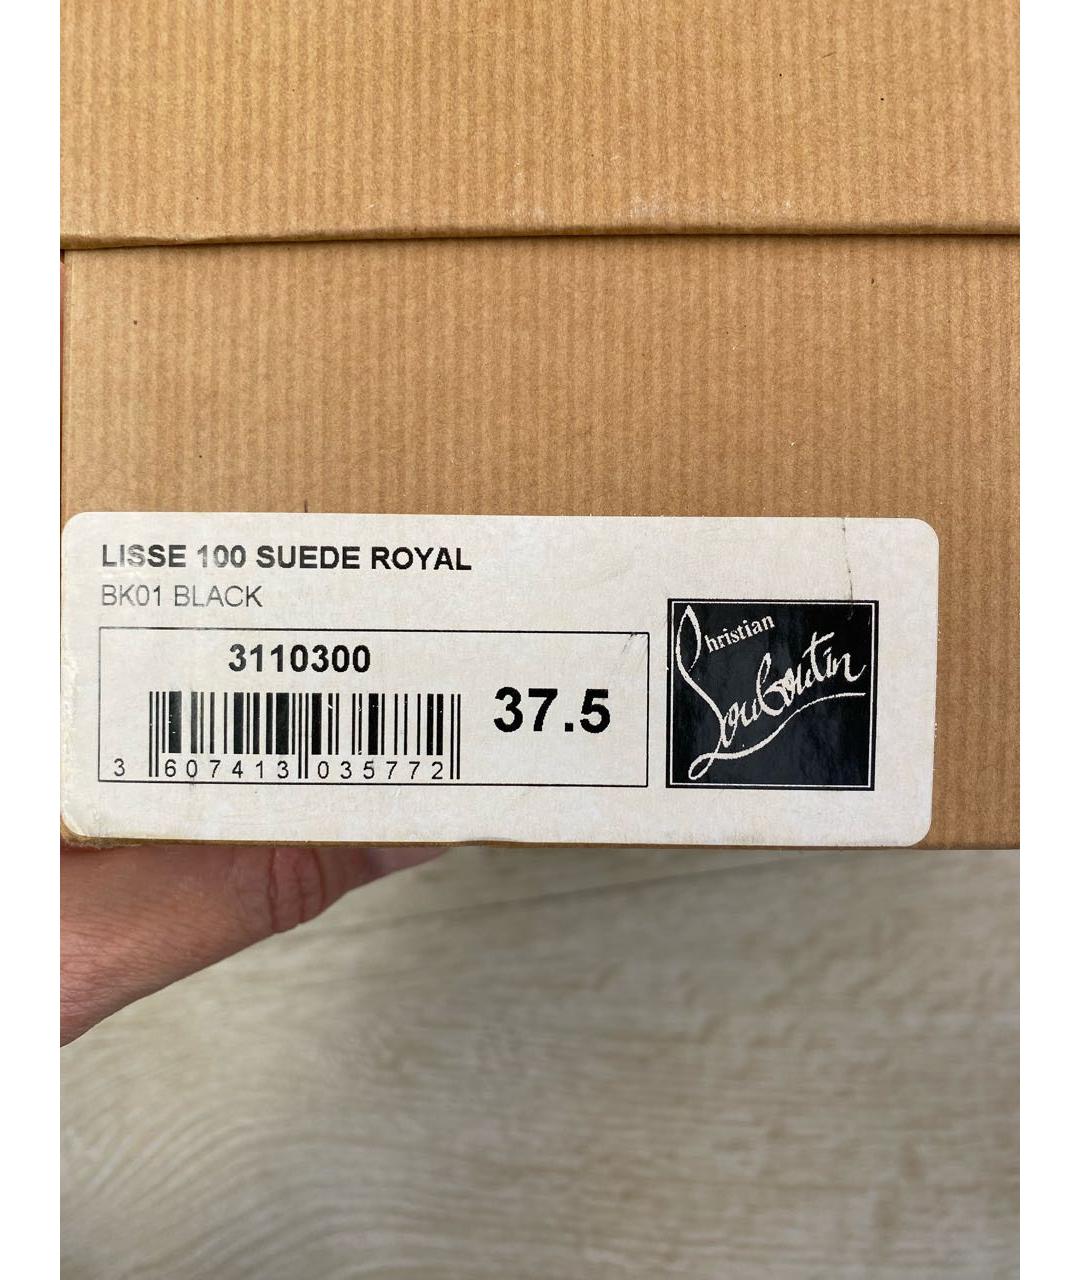 LISSE 100 SUEDE ROYAL
BK01 BLACK
3110300
37.5
3 607413 035772
Christian
Louboutin